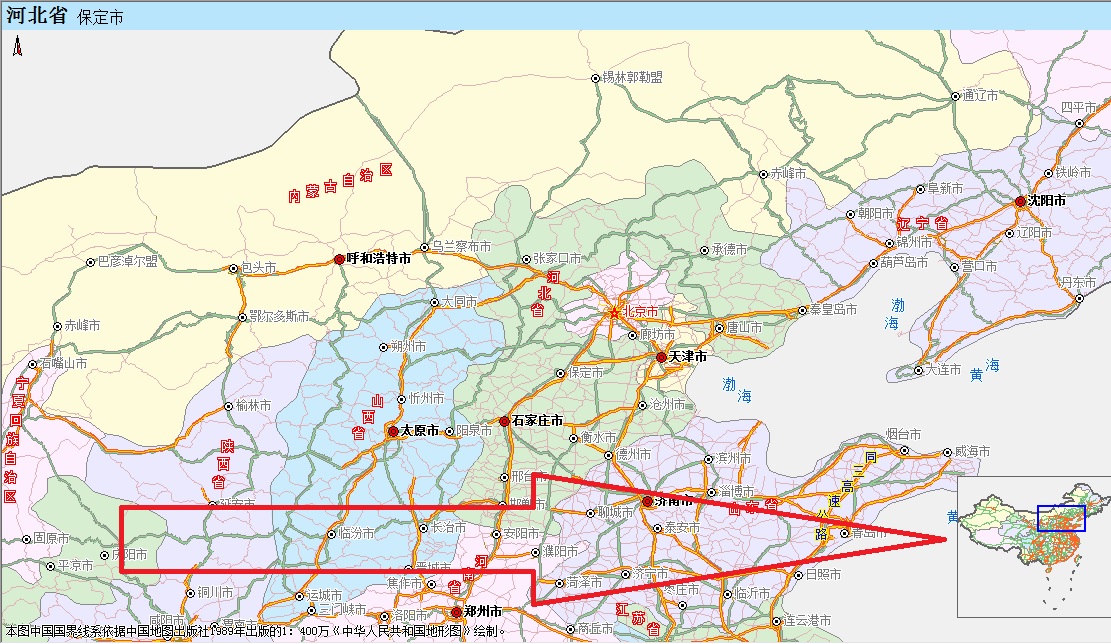 河北省 保定市
锡林郭勒盟
通辽市
四平市
内蒙古自治区
赤峰市
铁岭市
阜新市
沈阳市
朝阳市
辽宁省
辽阳市
锦州市
乌兰察布市
承德市
呼和浩特市
张家口市
巴彦卓尔盟
包头市
葫芦岛市
营口市
丹东市
河北省
大同市
渤海
北京市
秦皇岛市
鄂尔多斯市
赤峰市
唐山市
廊坊市
朔州市
天津市
石嘴山市
大连市
黄海
保定市
渤海
宁夏回族自治区
忻州市
榆林市
山西省
沧州市
石家庄市
太原市
阳泉市
衡水市
烟台市
陕西省
德州市
滨州市
威海市
同三高速公路
邢台
淄博市
济南市
山东省
延安市
邯郸
聊城市
黄
长治市
泰安市
临汾市
安阳市
青岛市
固原市
庆阳市
濮阳市
平凉市
晋城市
河南省
济宁市
日照市
焦作市
菏泽市
铜川市
枣庄市
临沂市
运城市
三门峡市
洛阳市
郑州市
江苏省
咸阳市
商丘市
连云港市
本图中国国界线系依据中国地图出版社1989年出版的1：400万《中华人民共和国地形图》绘制。